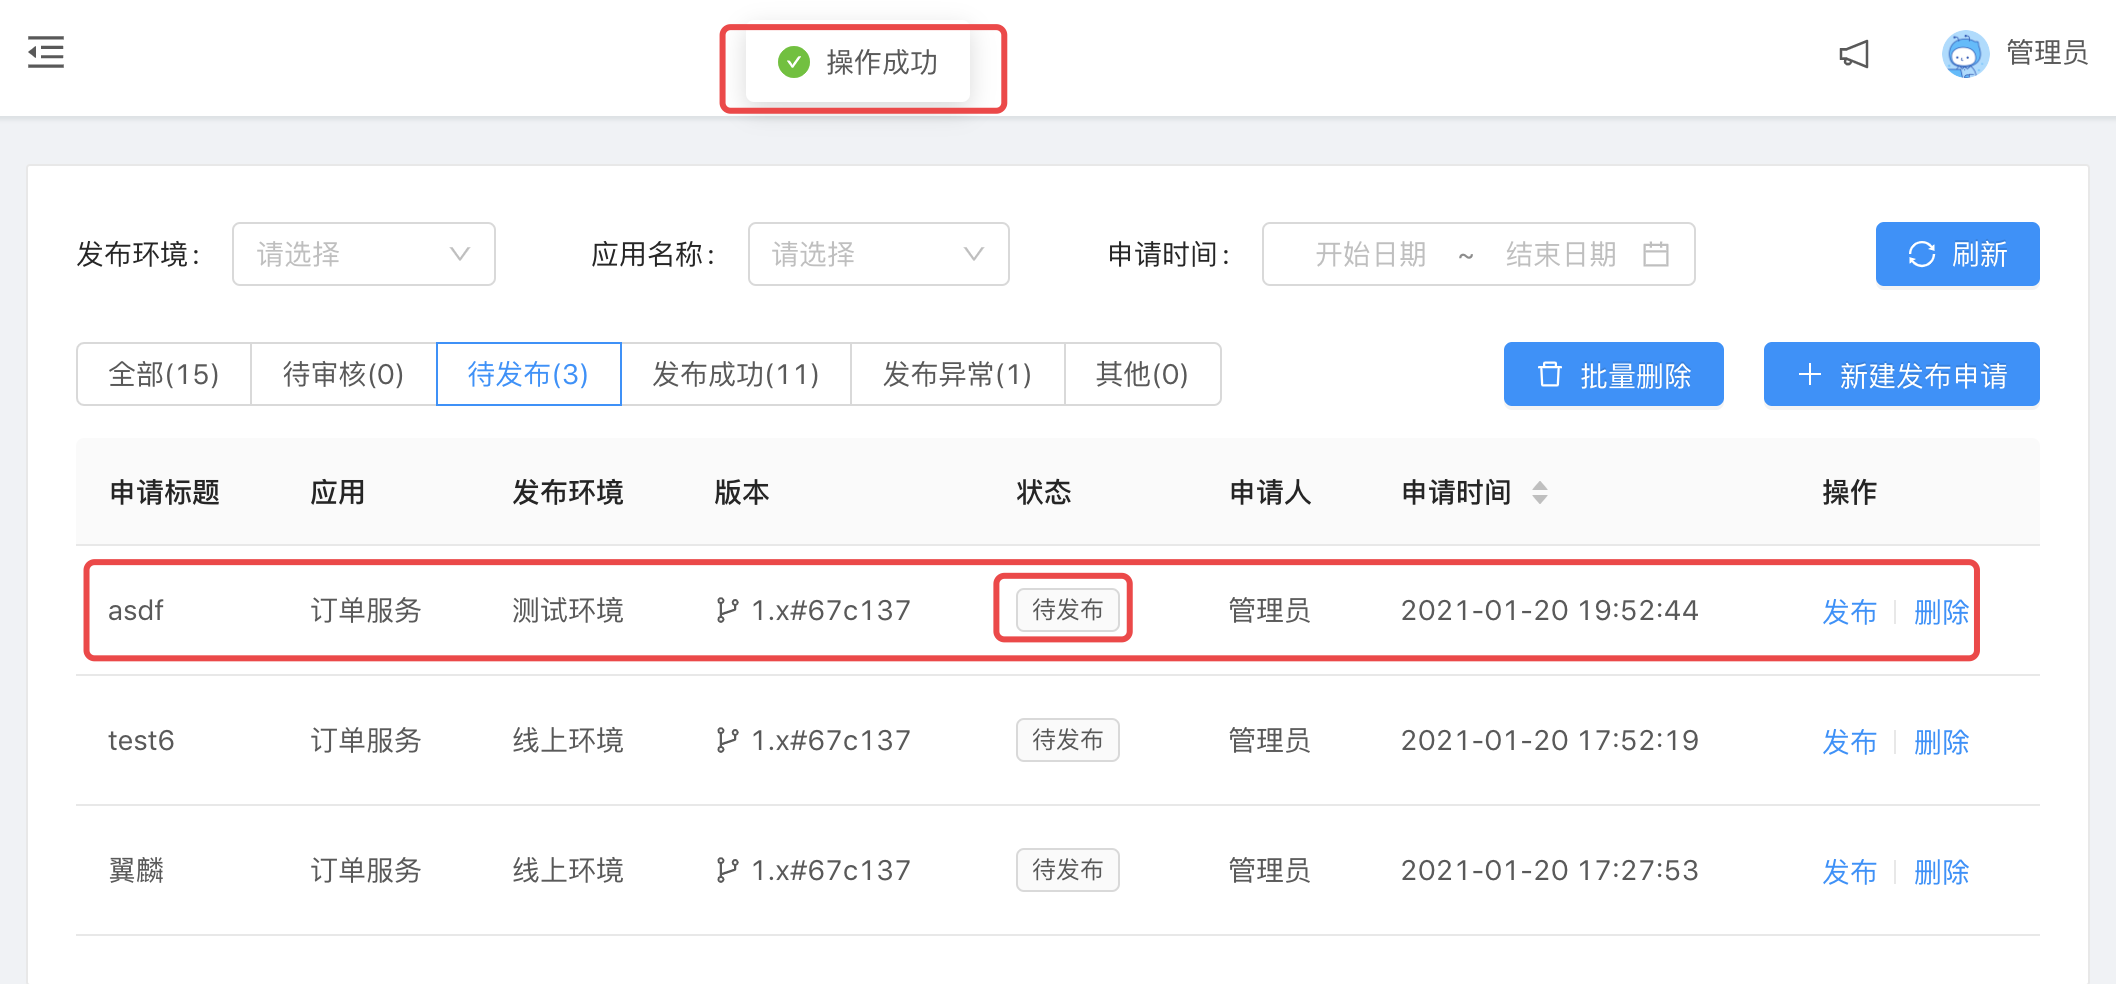 操作成功
管理员
发布环境: 请选择 应用名称: 请选择 申请时间: 开始日期 ~ 结束日期 刷新
全部(15) 待审核(0) 待发布(3) 发布成功(11) 发布异常(1) 其他(0) 批量删除 新建发布申请
申请标题 应用 发布环境 版本 状态 申请人 申请时间 操作
asdf 订单服务 测试环境 1.x#67c137 待发布 管理员 2021-01-20 19:52:44 发布 删除
test6 订单服务 线上环境 1.x#67c137 待发布 管理员 2021-01-20 17:52:19 发布 删除
翼麟 订单服务 线上环境 1.x#67c137 待发布 管理员 2021-01-20 17:27:53 发布 删除